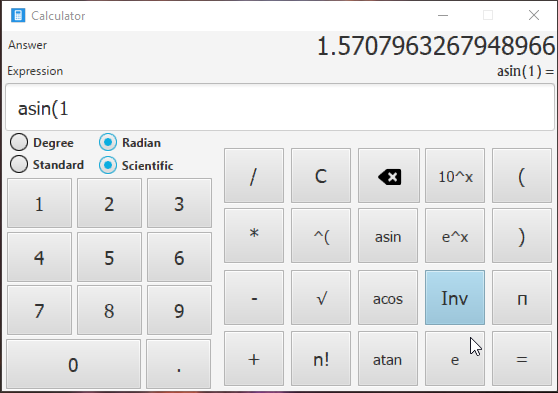 Calculator
Answer 1.5707963267948966
Expression asin(1) =
asin(1
Degree Radian
Standard Scientific
/ C 10^x (
1 2 3
* ^( asin e^x )
4 5 6
- √ acos Inv п
7 8 9
+ n! atan e =
0 .